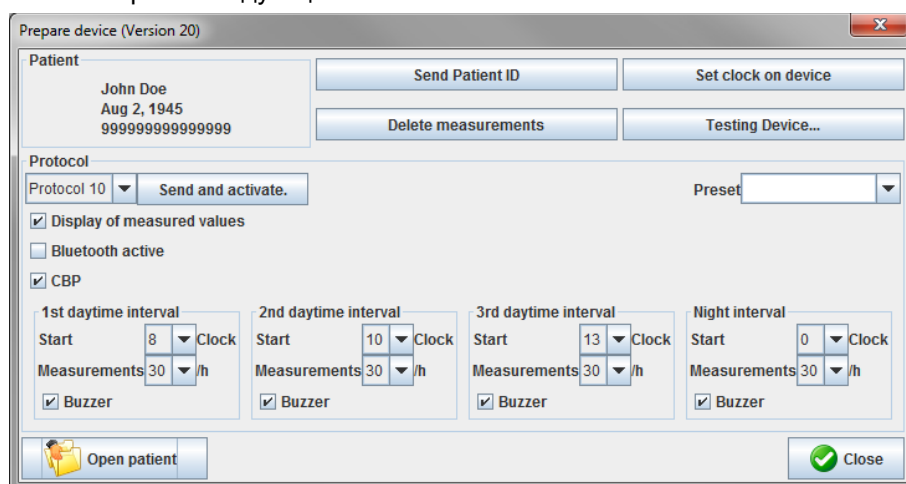 Prepare device (Version 20)
Patient
John Doe
Aug 2, 1945
999999999999999
Send Patient ID
Set clock on device
Delete measurements
Testing Device...
Protocol
Protocol 10
Send and activate.
Preset
Display of measured values
Bluetooth active
CBP
1st daytime interval
Start 8 Clock
Measurements 30 /h
Buzzer
2nd daytime interval
Start 10 Clock
Measurements 30 /h
Buzzer
3rd daytime interval
Start 13 Clock
Measurements 30 /h
Buzzer
Night interval
Start 0 Clock
Measurements 30 /h
Buzzer
Open patient
Close